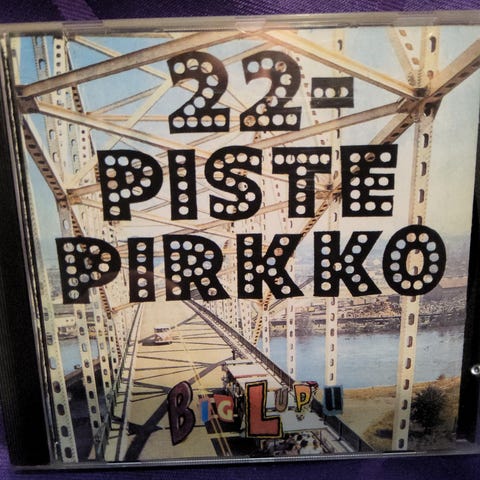 22-
PISTE
PIRKKO
BIG LUPU